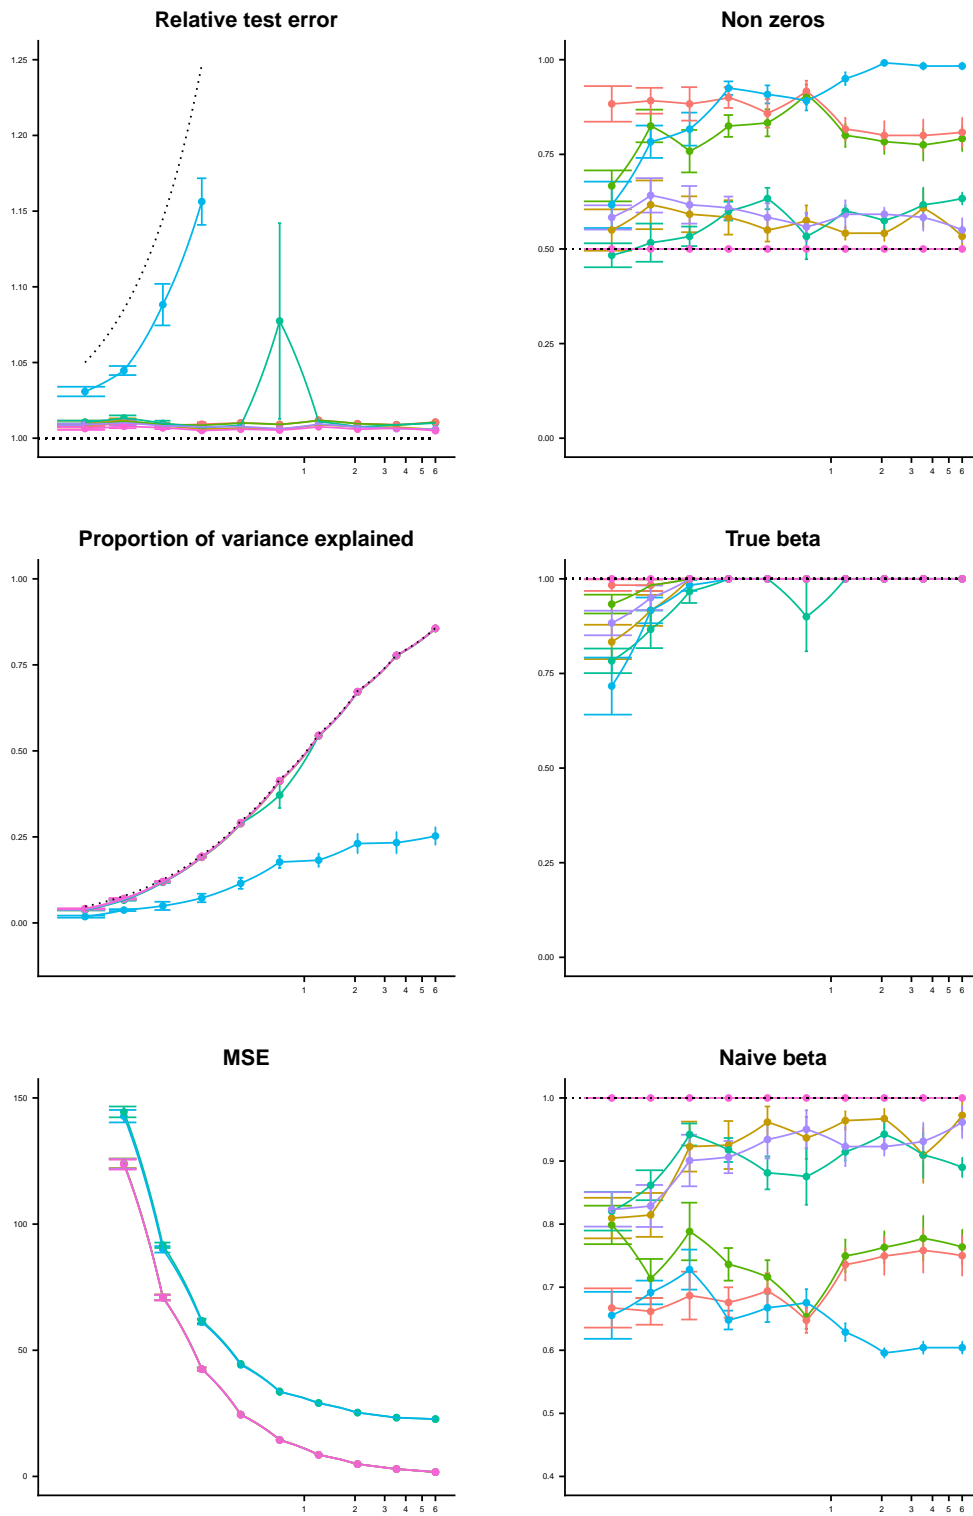 Relative test error
1.25
1.20
1.15
1.10
1.05
1.00
1 2 3 4 5 6
Non zeros
1.00
0.75
0.50
0.25
0.00
1 2 3 4 5 6
Proportion of variance explained
1.00
0.75
0.50
0.25
0.00
1 2 3 4 5 6
True beta
1.00
0.75
0.50
0.25
0.00
1 2 3 4 5 6
MSE
150
100
50
0
1 2 3 4 5 6
Naive beta
1.0
0.9
0.8
0.7
0.6
0.5
0.4
1 2 3 4 5 6